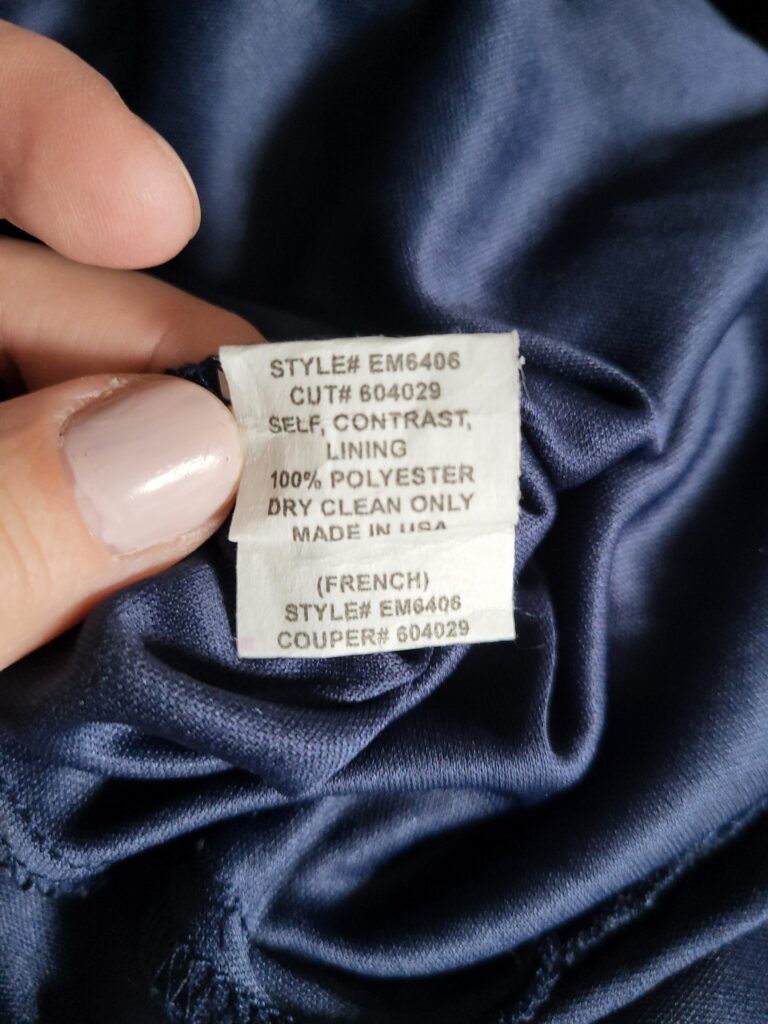 STYLE# EM6406
CUT# 604029
SELF, CONTRAST,
LINING
100% POLYESTER
DRY CLEAN ONLY
MADE IN USA
(FRENCH)
STYLE# EM6406
COUPER# 604029